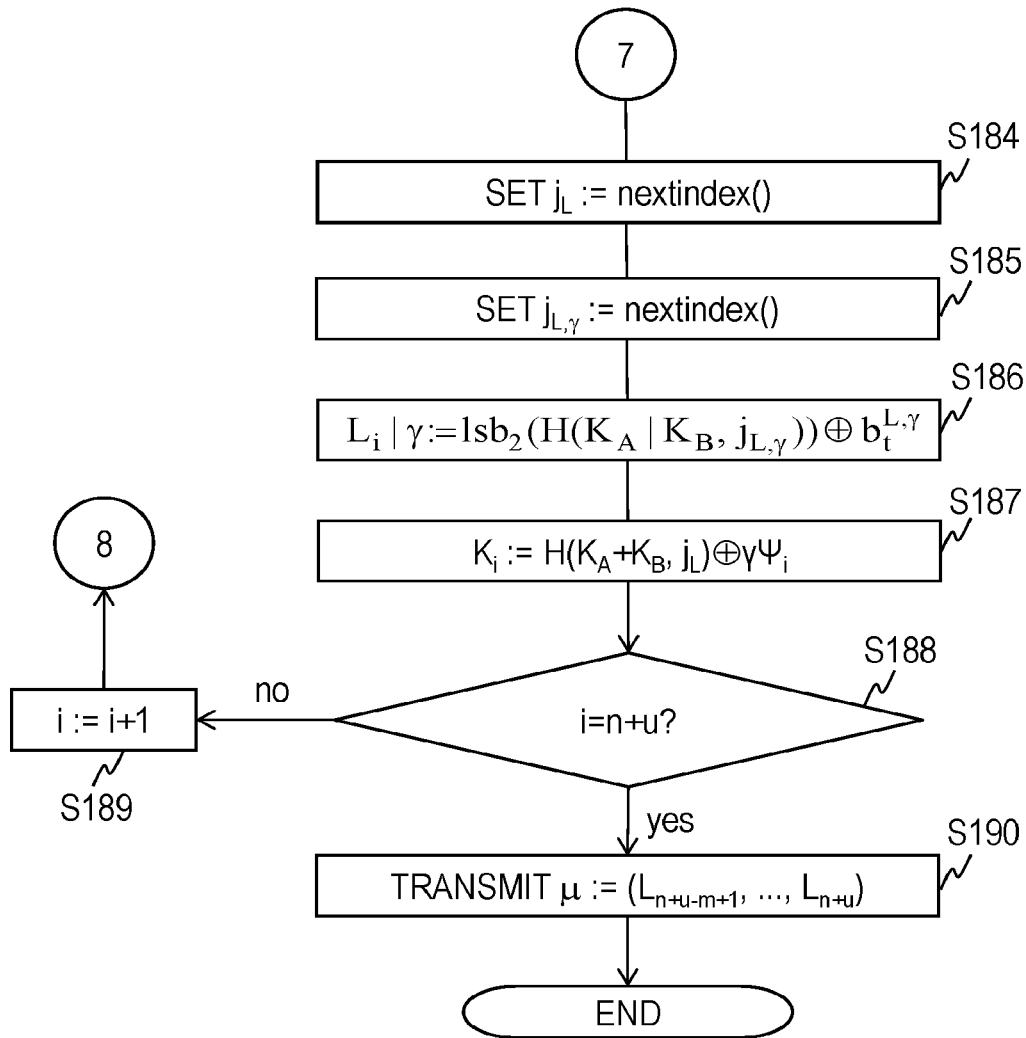 7
S184
SET j_L := nextindex()
S185
SET j_{L,γ} := nextindex()
S186
L_i | γ:=lsb_2(H(K_A | K_B, j_{L,γ}))⊕b_t^{L,γ}
S187
K_i := H(K_A+K_B, j_L)⊕γΨ_i
8
S188
no
i := i+1
i=n+u?
S189
yes
S190
TRANSMIT μ := (L_{n+u-m+1}, ..., L_{n+u})
END